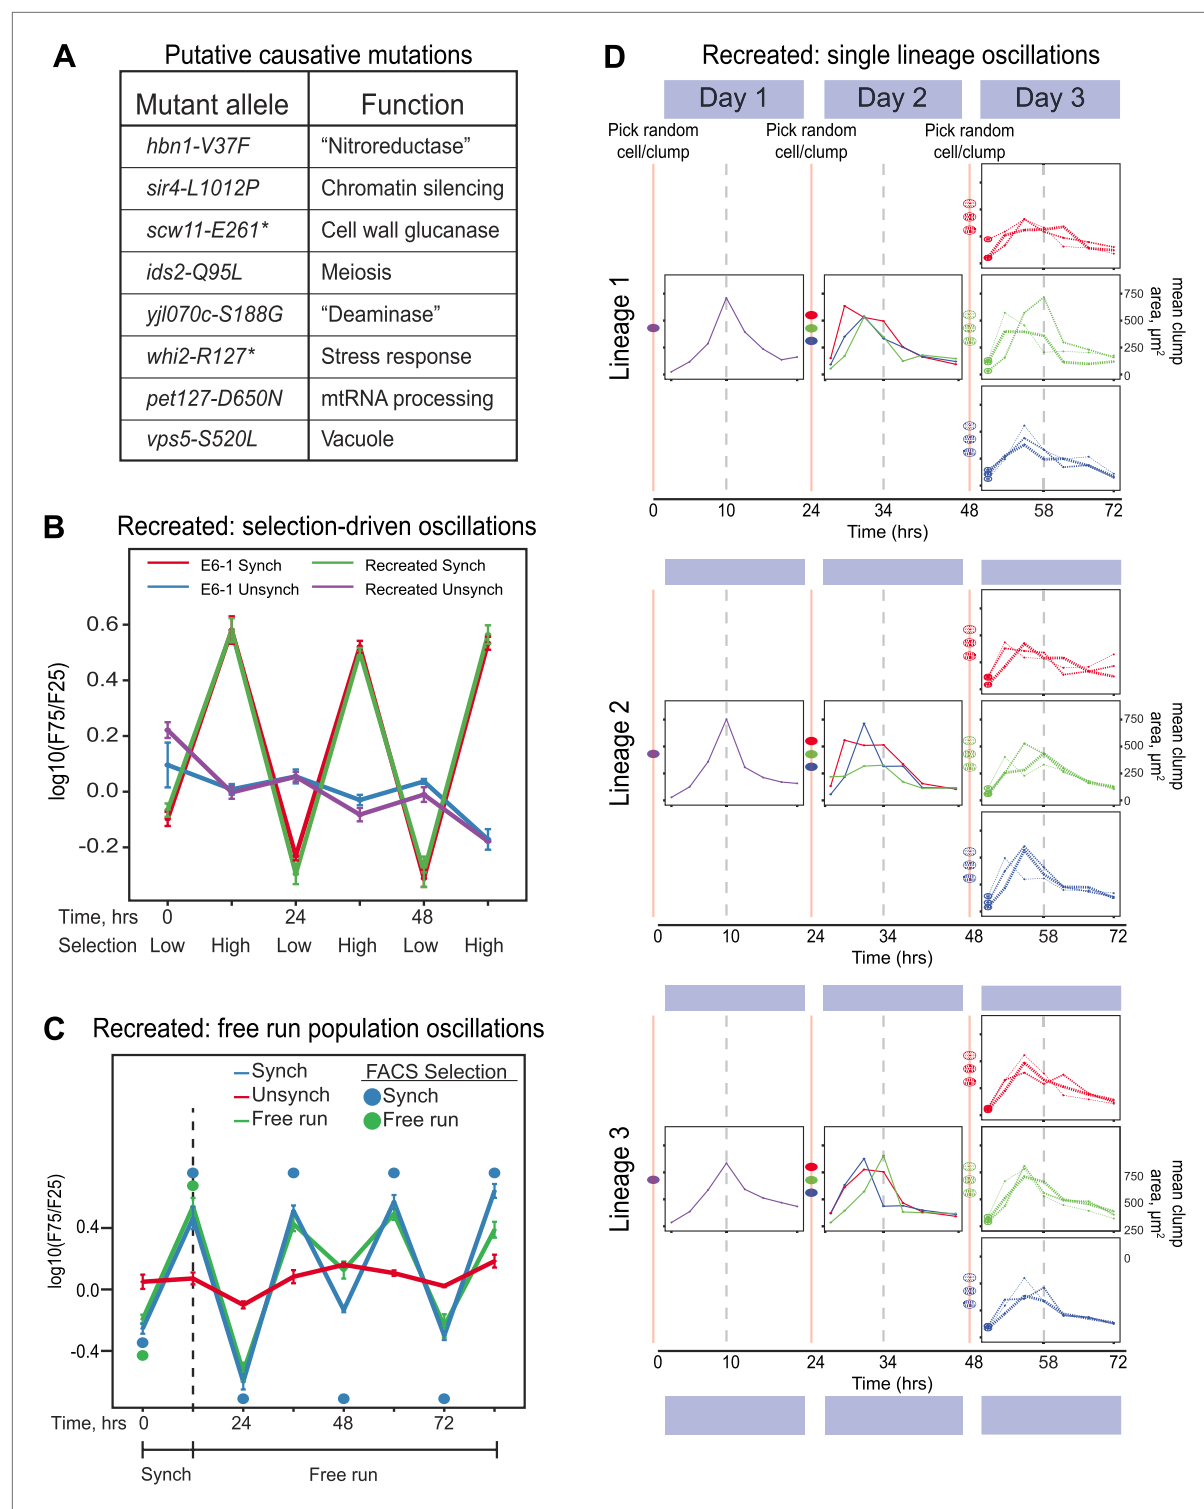 A
Putative causative mutations
Mutant allele Function
hbn1-V37F “Nitroreductase”
sir4-L1012P Chromatin silencing
scw11-E261* Cell wall glucanase
ids2-Q95L Meiosis
yjl070c-S188G “Deaminase”
whi2-R127* Stress response
pet127-D650N mtRNA processing
vps5-S520L Vacuole
B
Recreated: selection-driven oscillations
E6-1 Synch Recreated Synch
E6-1 Unsynch Recreated Unsynch
log10(F75/F25)
0.6
0.4
0.2
0.0
-0.2
Time, hrs 0 24 48
Selection Low High Low High Low High
C
Recreated: free run population oscillations
Synch FACS Selection
Unsynch Synch
Free run Free run
log10(F75/F25)
0.4
0.0
-0.4
Time, hrs 0 24 48 72
Synch Free run
D
Recreated: single lineage oscillations
Day 1 Day 2 Day 3
Pick random cell/clump
Pick random cell/clump
Pick random cell/clump
Lineage 1
750
500
250
0
mean clump
area, µm²
0 10 24 34 48 58 72
Time (hrs)
Lineage 2
750
500
250
0
mean clump
area, µm²
0 10 24 34 48 58 72
Time (hrs)
Lineage 3
750
500
250
0
mean clump
area, µm²
0 10 24 34 48 58 72
Time (hrs)